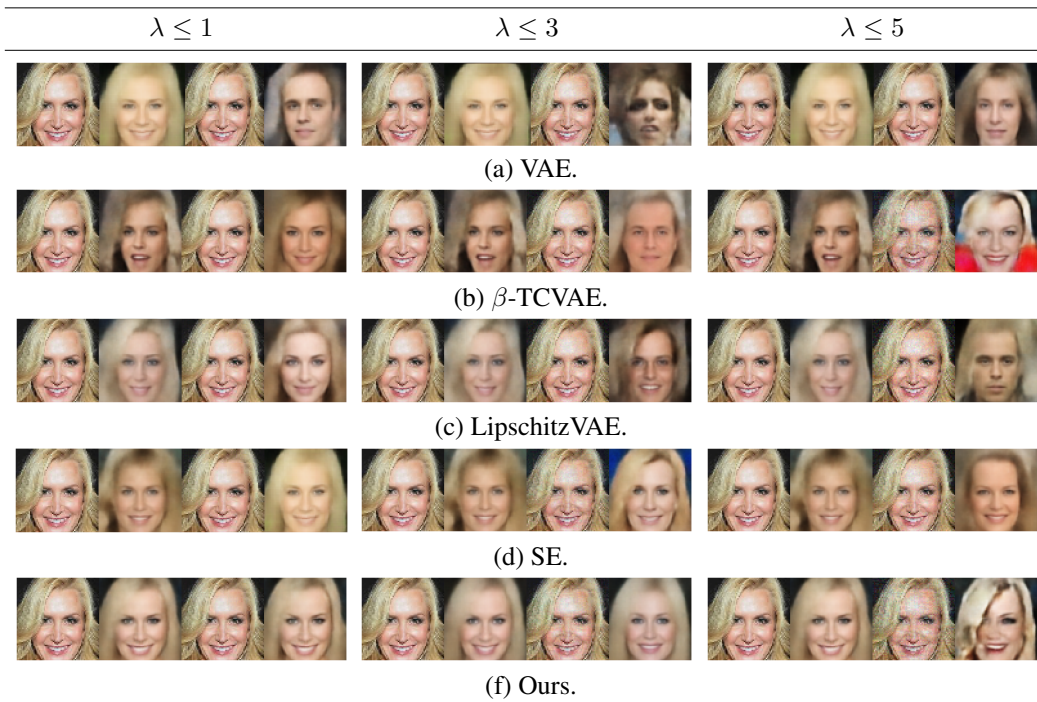 λ ≤ 1 λ ≤ 3 λ ≤ 5
(a) VAE.
(b) β-TCVAE.
(c) LipschitzVAE.
(d) SE.
(f) Ours.